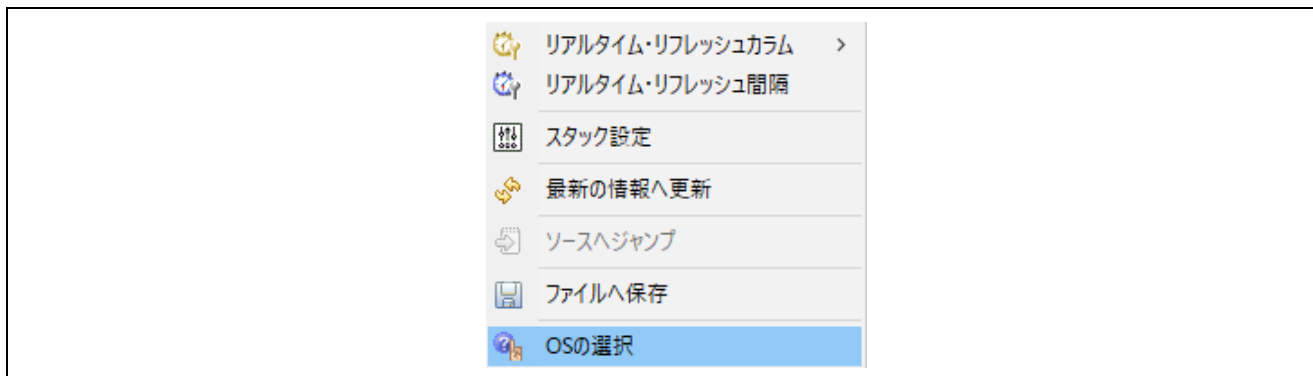 リアルタイム・リフレッシュカラム
リアルタイム・リフレッシュ間隔
スタック設定
最新の情報へ更新
ソースへジャンプ
ファイルへ保存
OSの選択